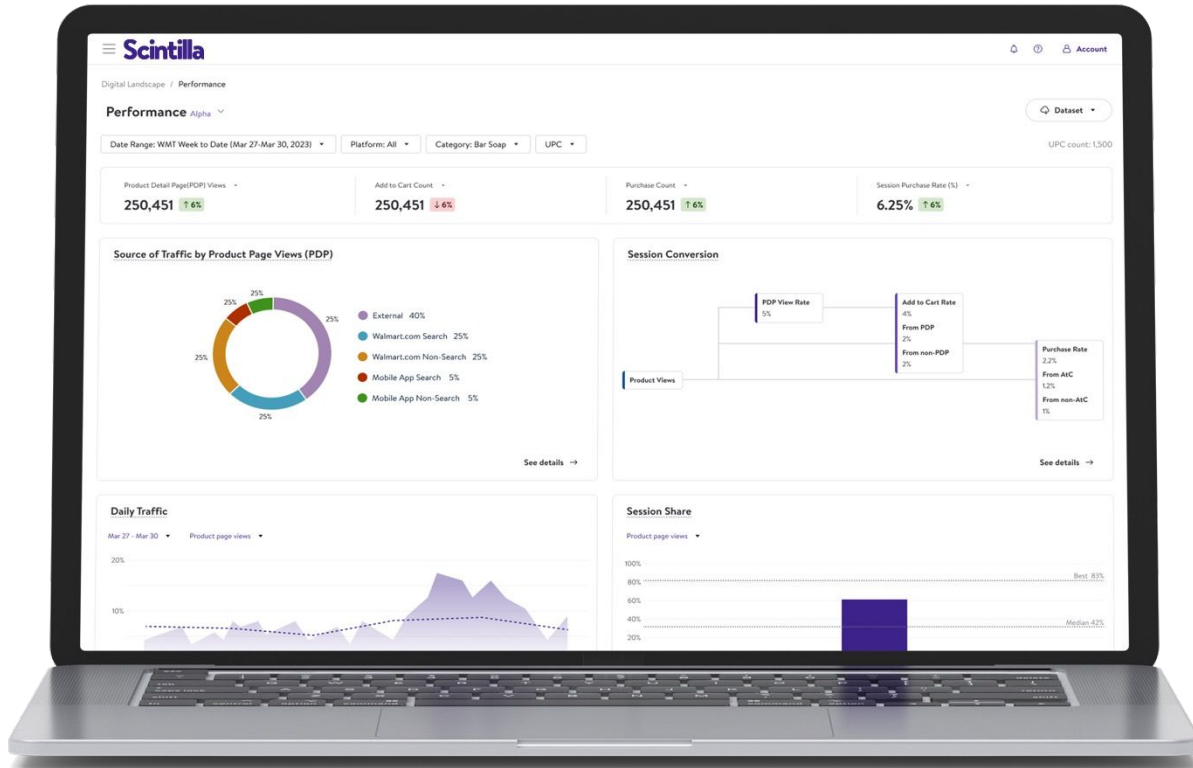 Scintilla
Account
Digital Landscape / Performance
Performance Alpha
Dataset
Date Range: WMT Week to Date (Mar 27-Mar 30, 2023)
Platform: All
Category: Bar Soap
UPC
UPC count: 1,500
Product Detail Page(PDP) Views
250,451 ↑ 6%
Add to Cart Count
250,451 ↓ 6%
Purchase Count
250,451 ↑ 6%
Session Purchase Rate (%)
6.25% ↑ 6%
Source of Traffic by Product Page Views (PDP)
25%
25%
25%
25%
25%
External 40%
Walmart.com Search 25%
Walmart.com Non-Search 25%
Mobile App Search 5%
Mobile App Non-Search 5%
See details →
Session Conversion
Product Views
PDP View Rate
5%
Add to Cart Rate
4%
From PDP
2%
From non-PDP
2%
Purchase Rate
2.2%
From AtC
1.2%
From non-AtC
1%
See details →
Daily Traffic
Mar 27 - Mar 30
Product page views
20%
10%
Session Share
Product page views
100%
80%
60%
40%
20%
Best 83%
Median 42%